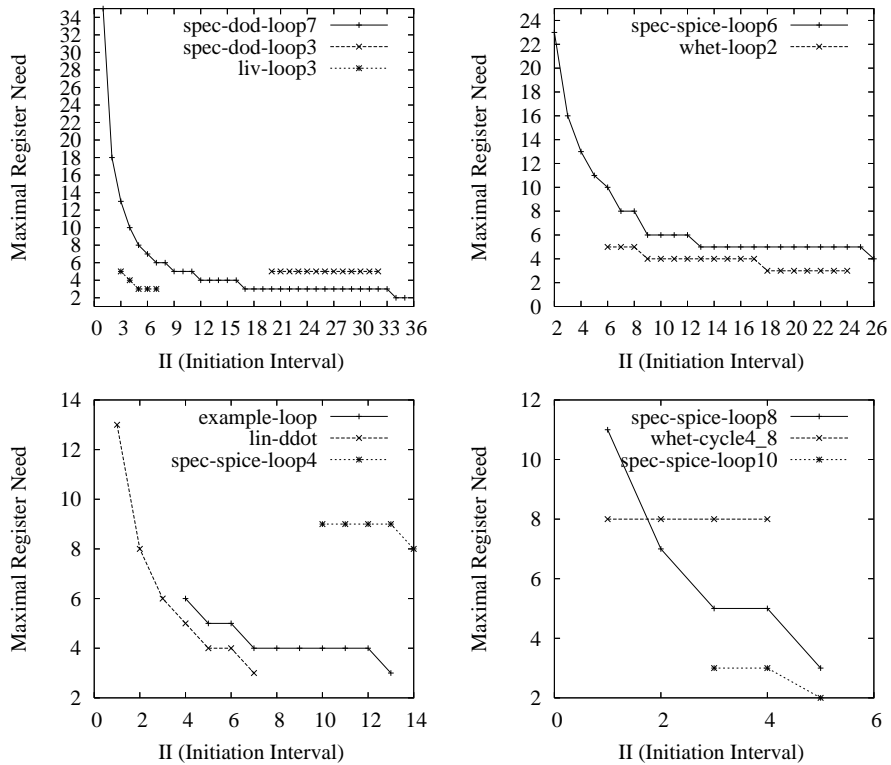 34
32
30
28
26
24
22
20
18
16
14
12
10
8
6
4
2
Maximal Register Need
spec-dod-loop7
spec-dod-loop3
liv-loop3
0 3 6 9 12 15 18 21 24 27 30 33 36
II (Initiation Interval)
24
22
20
18
16
14
12
10
8
6
4
2
0
Maximal Register Need
spec-spice-loop6
whet-loop2
2 4 6 8 10 12 14 16 18 20 22 24 26
II (Initiation Interval)
14
12
10
8
6
4
2
Maximal Register Need
example-loop
lin-ddot
spec-spice-loop4
0 2 4 6 8 10 12 14
II (Initiation Interval)
12
10
8
6
4
2
Maximal Register Need
spec-spice-loop8
whet-cycle4_8
spec-spice-loop10
0 2 4 6
II (Initiation Interval)